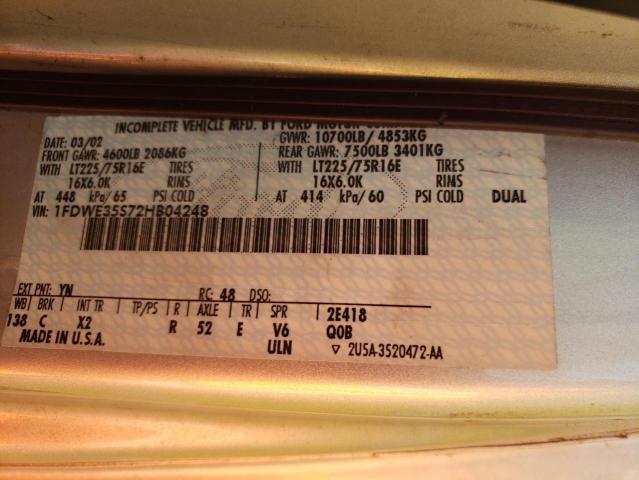 INCOMPLETE VEHICLE MFD. BY FORD MOTOR
DATE: 03/02 GVWR: 10700LB/ 4853KG
FRONT GAWR: 4600LB 2086KG REAR GAWR: 7500LB 3401KG
WITH LT225/75R16E TIRES WITH LT225/75R16E TIRES
16X6.0K RIMS 16X6.0K RIMS
AT 448 kPa/65 PSI COLD AT 414 kPa/60 PSI COLD DUAL
VIN: 1FDWE35S72HB04248
EXT PNT: YN RC: 48 DSO:
WB BRK INT TR TP/PS R AXLE TR SPR 2E418
138 C X2 R 52 E V6 QOB
MADE IN U.S.A. ULN ▽ 2U5A-3520472-AA